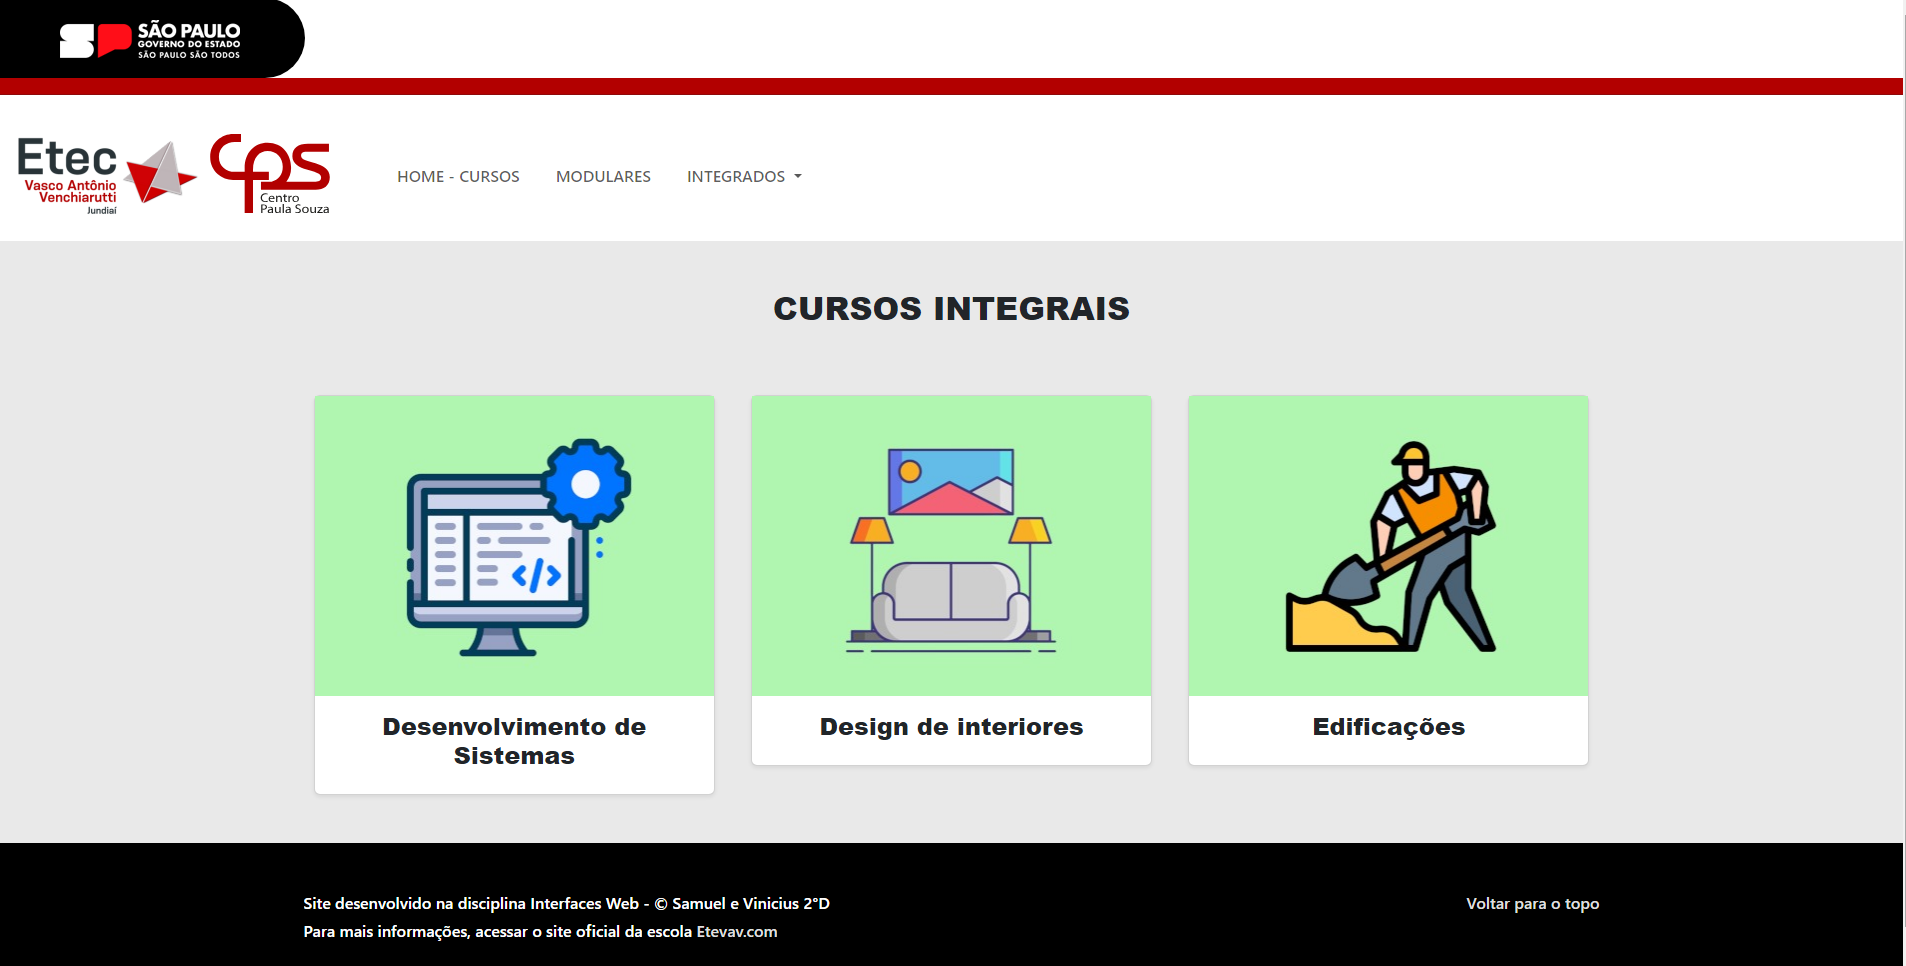 SÃO PAULO
GOVERNO DO ESTADO
SÃO PAULO SÃO TODOS
Etec
Vasco Antônio
Venchiarutti
Jundiaí
CPS
Centro
Paula Souza
HOME - CURSOS
MODULARES
INTEGRADOS
CURSOS INTEGRAIS
</>
Desenvolvimento de
Sistemas
Design de interiores
Edificações
Site desenvolvido na disciplina Interfaces Web - © Samuel e Vinicius 2°D
Para mais informações, acessar o site oficial da escola Etevav.com
Voltar para o topo